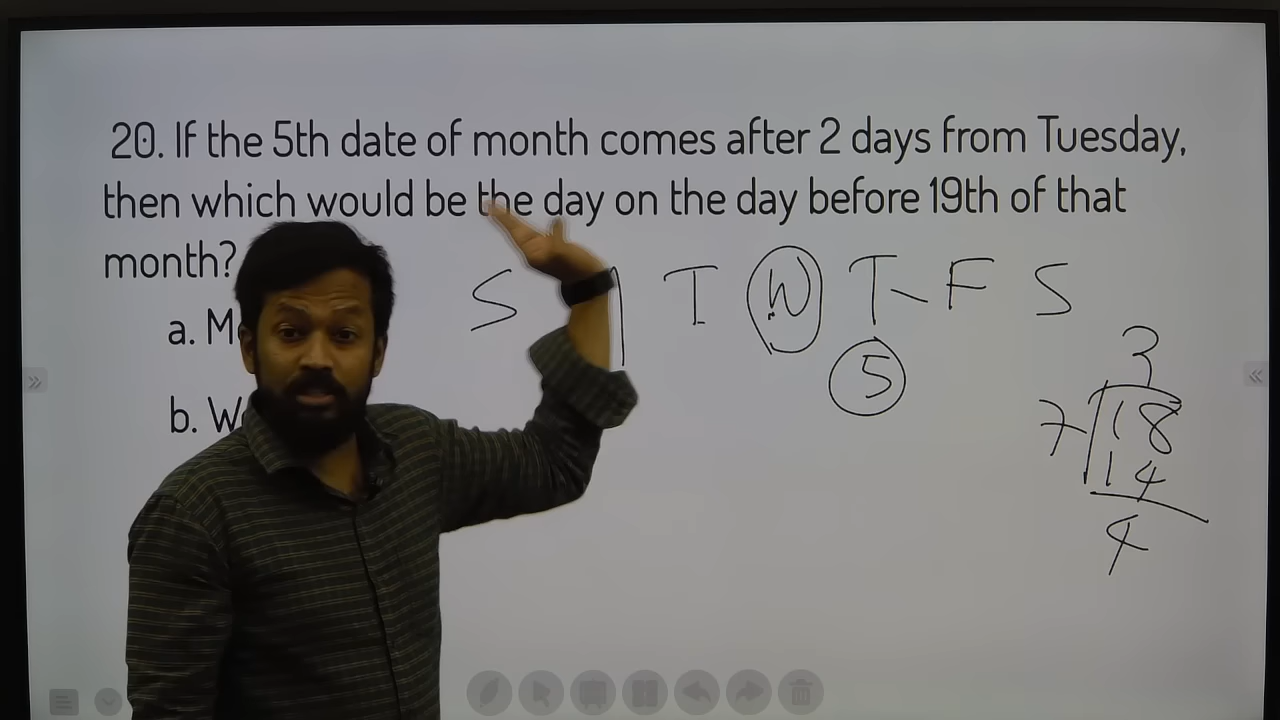 20. If the 5th date of month comes after 2 days from Tuesday,
then which would be the day on the day before 19th of that
month?
S T W T F S
a. M
5
b. W
3
7 18
14
4